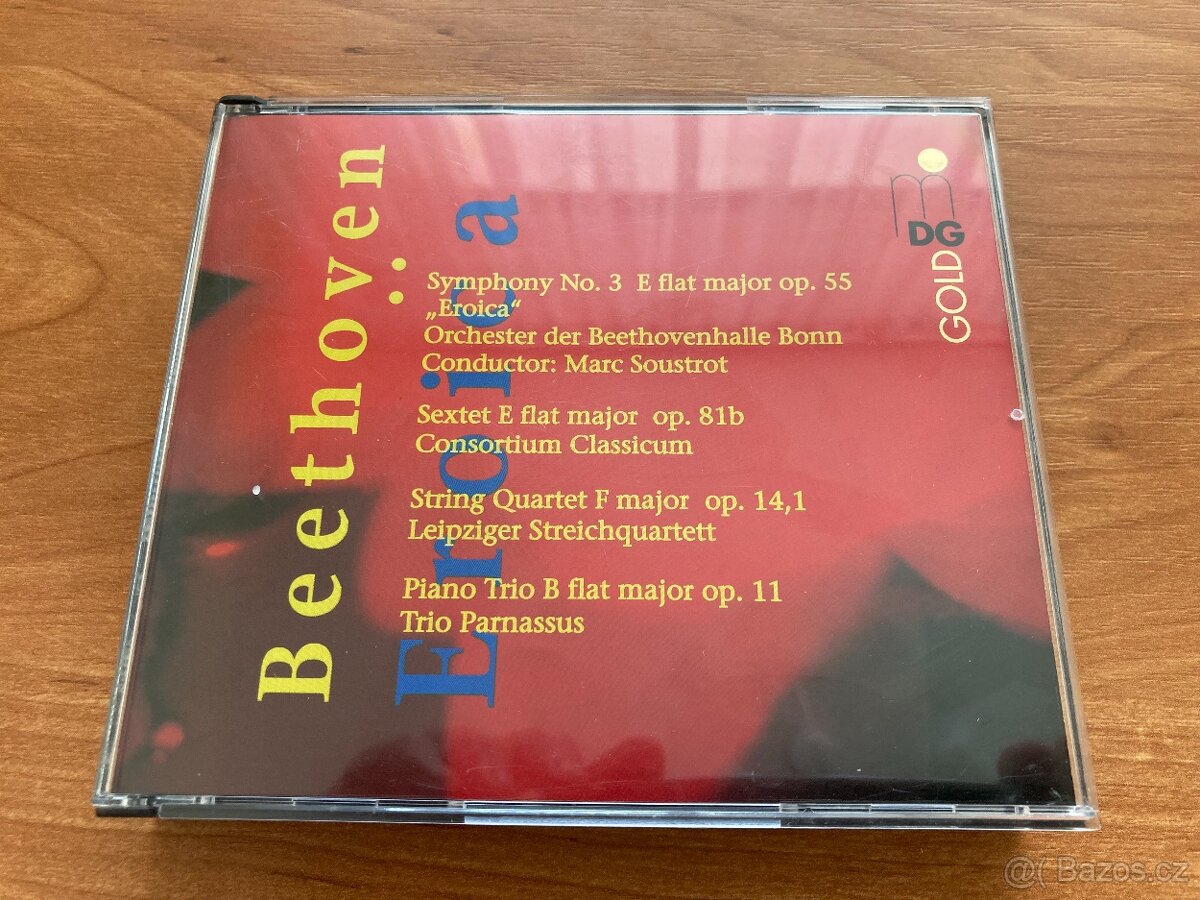 Beethoven
Eroica
Symphony No. 3 E flat major op. 55
„Eroica“
Orchester der Beethovenhalle Bonn
Conductor: Marc Soustrot
Sextet E flat major op. 81b
Consortium Classicum
String Quartet F major op. 14,1
Leipziger Streichquartett
Piano Trio B flat major op. 11
Trio Parnassus
m
DG
GOLD
@( Bazos.cz